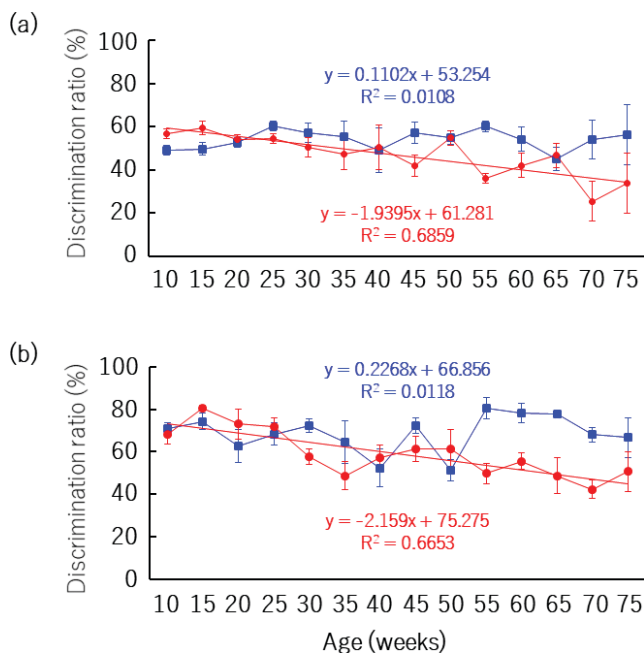 (a)
Discrimination ratio (%)
100
80
60
40
20
0
y = 0.1102x + 53.254
R² = 0.0108
y = -1.9395x + 61.281
R² = 0.6859
10 15 20 25 30 35 40 45 50 55 60 65 70 75
(b)
Discrimination ratio (%)
100
80
60
40
20
0
y = 0.2268x + 66.856
R² = 0.0118
y = -2.159x + 75.275
R² = 0.6653
10 15 20 25 30 35 40 45 50 55 60 65 70 75
Age (weeks)